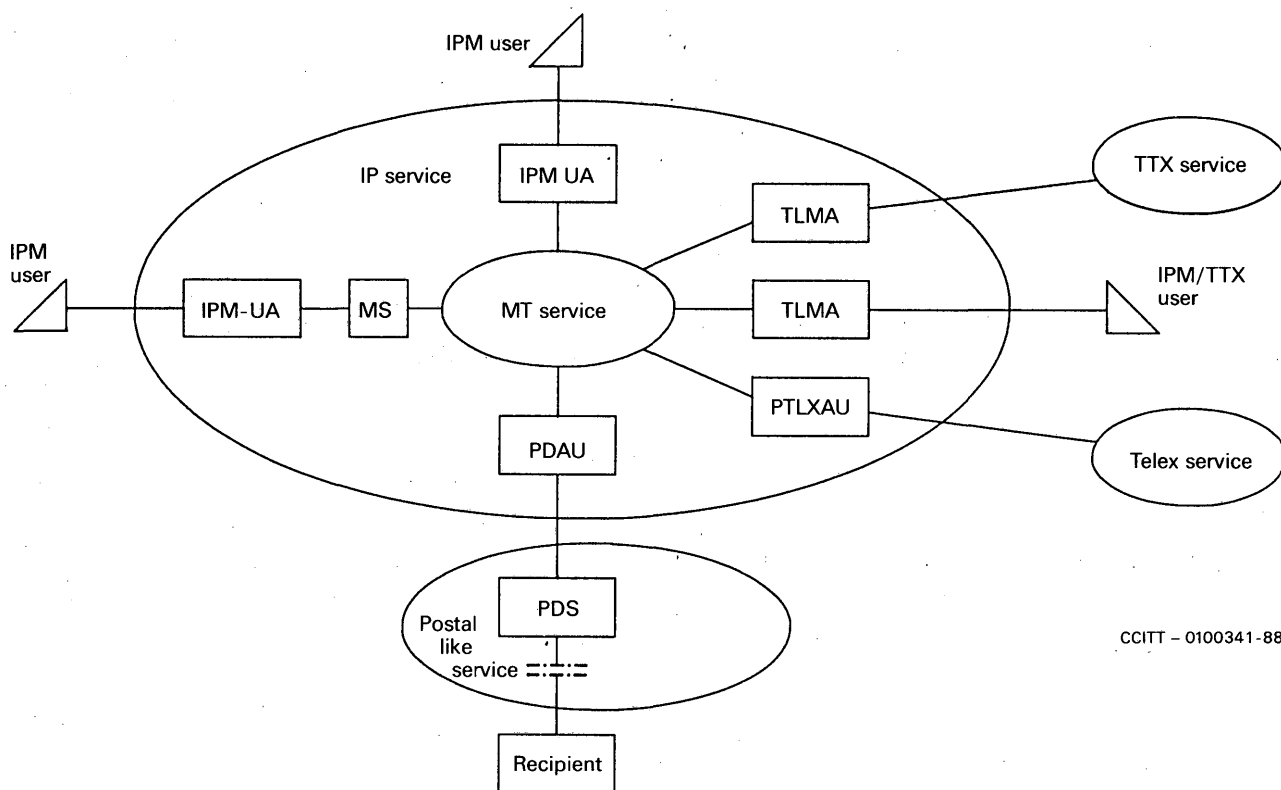 IPM user
IP service
IPM UA
TTX service
TLMA
IPM
user
IPM-UA
MS
MT service
TLMA
IPM/TTX
user
PTLXAU
PDAU
Telex service
PDS
Postal
like
service
CCITT – 0100341-88
Recipient